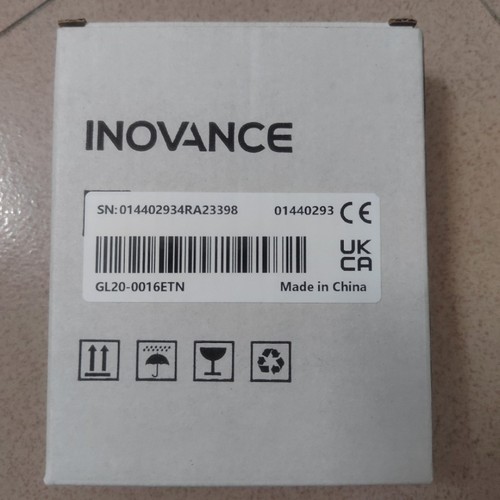 INOVANCE
SN: 014402934RA23398 01440293 CE
UK
CA
GL20-0016ETN Made in China